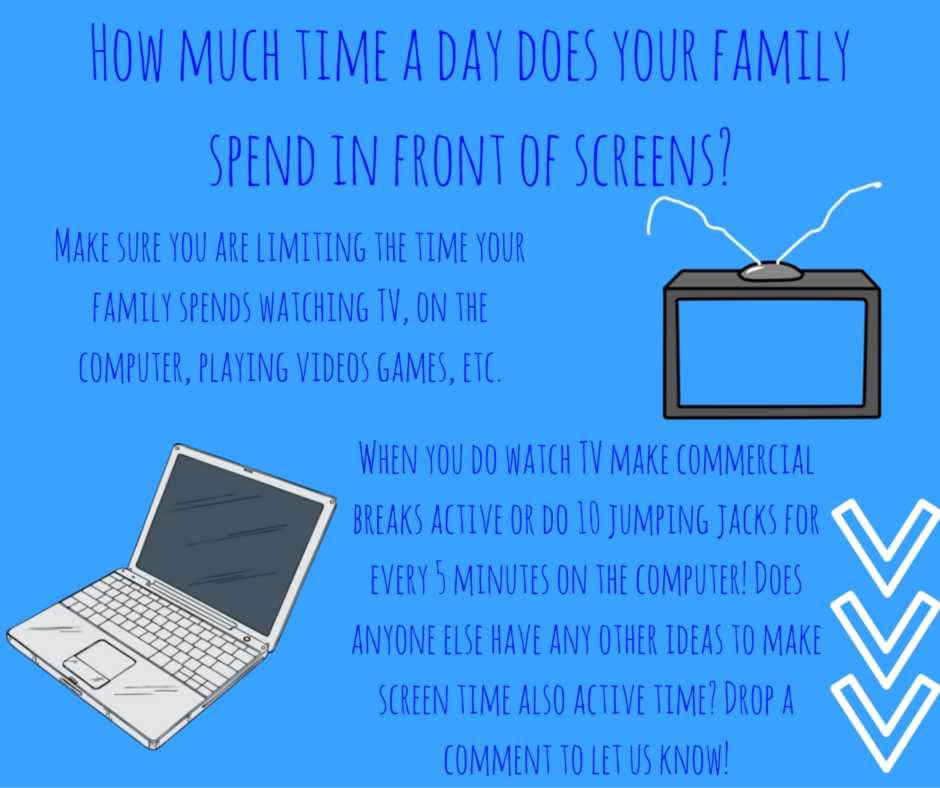 How much time a day does your family
spend in front of screens?
Make sure you are limiting the time your
family spends watching TV, on the
computer, playing videos games, etc.
When you do watch TV make commercial
breaks active or do 10 jumping jacks for
every 5 minutes on the computer! Does
anyone else have any other ideas to make
screen time also active time? Drop a
comment to let us know!